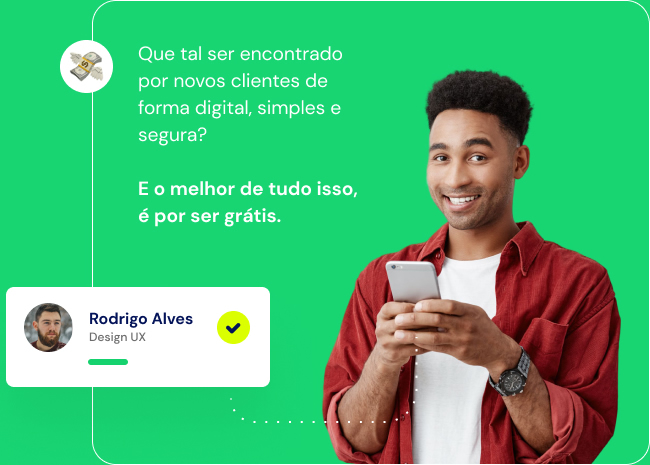 Que tal ser encontrado
por novos clientes de
forma digital, simples e
segura?
E o melhor de tudo isso,
é por ser grátis.
Rodrigo Alves
Design UX